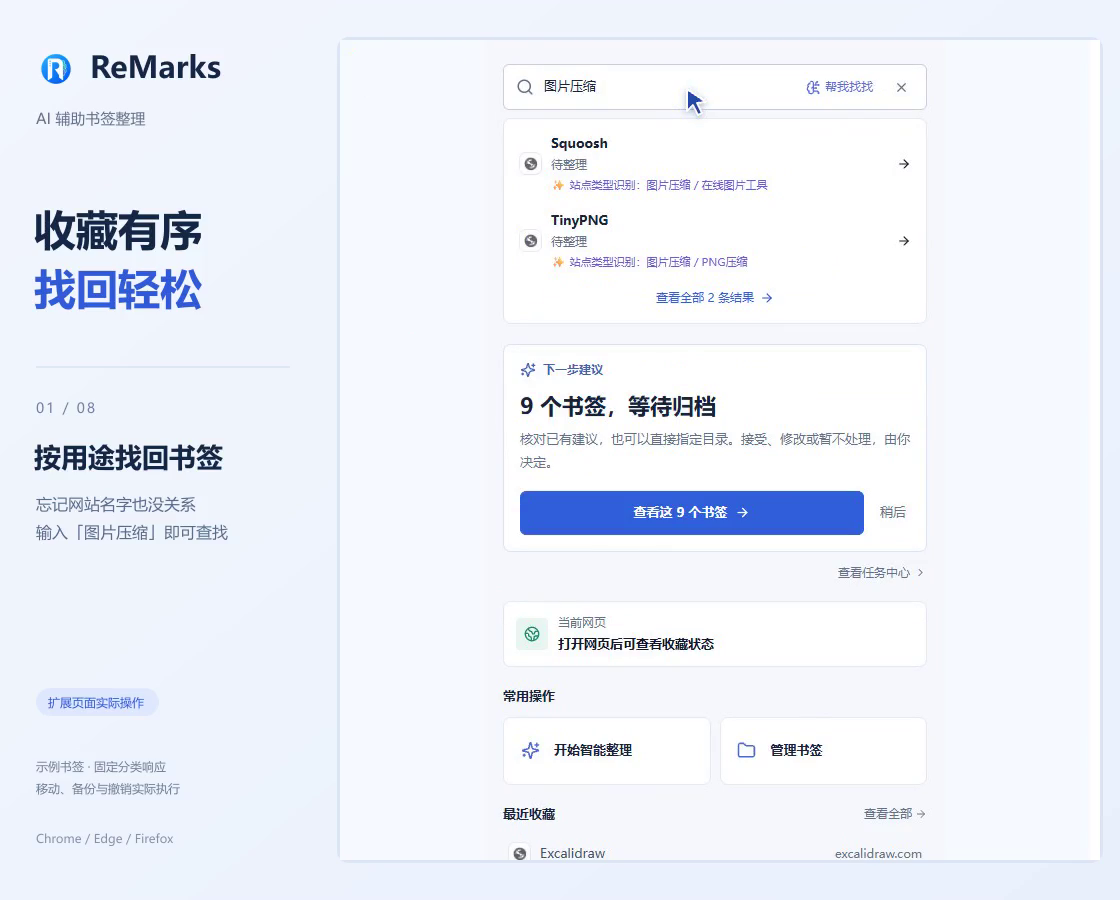 ReMarks
AI 辅助书签整理
收藏有序
找回轻松
01 / 08
按用途找回书签
忘记网站名字也没关系
输入「图片压缩」即可查找
扩展页面实际操作
示例书签 · 固定分类响应
移动、备份与撤销实际执行
Chrome / Edge / Firefox
图片压缩
帮我找找
Squoosh
待整理
站点类型识别：图片压缩 / 在线图片工具
TinyPNG
待整理
站点类型识别：图片压缩 / PNG压缩
查看全部 2 条结果
下一步建议
9 个书签，等待归档
核对已有建议，也可以直接指定目录。接受、修改或暂不处理，由你
决定。
查看这 9 个书签
稍后
查看任务中心
当前网页
打开网页后可查看收藏状态
常用操作
开始智能整理
管理书签
最近收藏
查看全部
Excalidraw
excalidraw.com